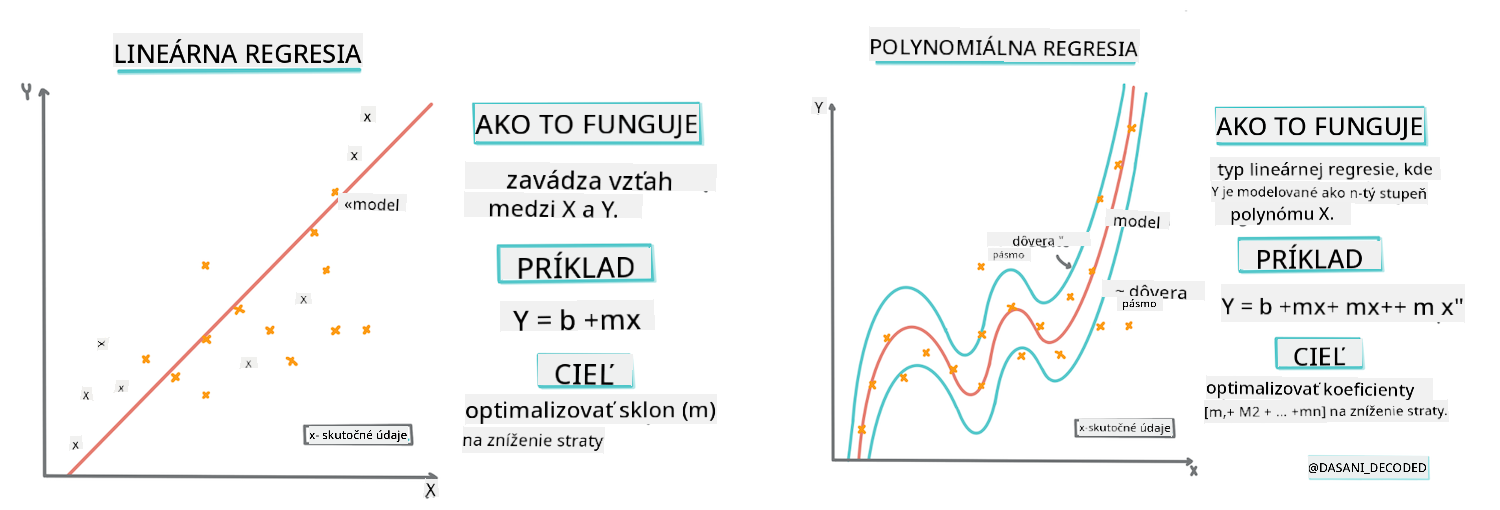 LINEÁRNA REGRESIA
Y
x
x
«model
x
x
x
x
x
x
x- skutočné údaje
X
AKO TO FUNGUJE
zavádza vzťah
medzi X a Y.
PRÍKLAD
Y = b +mx
CIEĽ
optimalizovať sklon (m)
na zníženie straty
POLYNOMIÁLNA REGRESIA
Y
model
dôvera "
pásmo
~ dôvera
pásmo
x-skutočné údaje
x
AKO TO FUNGUJE
typ lineárnej regresie, kde
Y je modelované ako n-tý stupeň
polynómu X.
PRÍKLAD
Y = b +mx+ mx++ m x"
CIEĽ
optimalizovať koeficienty
[m,+ M2 + ... +mn] na zníženie straty.
@DASANI_DECODED